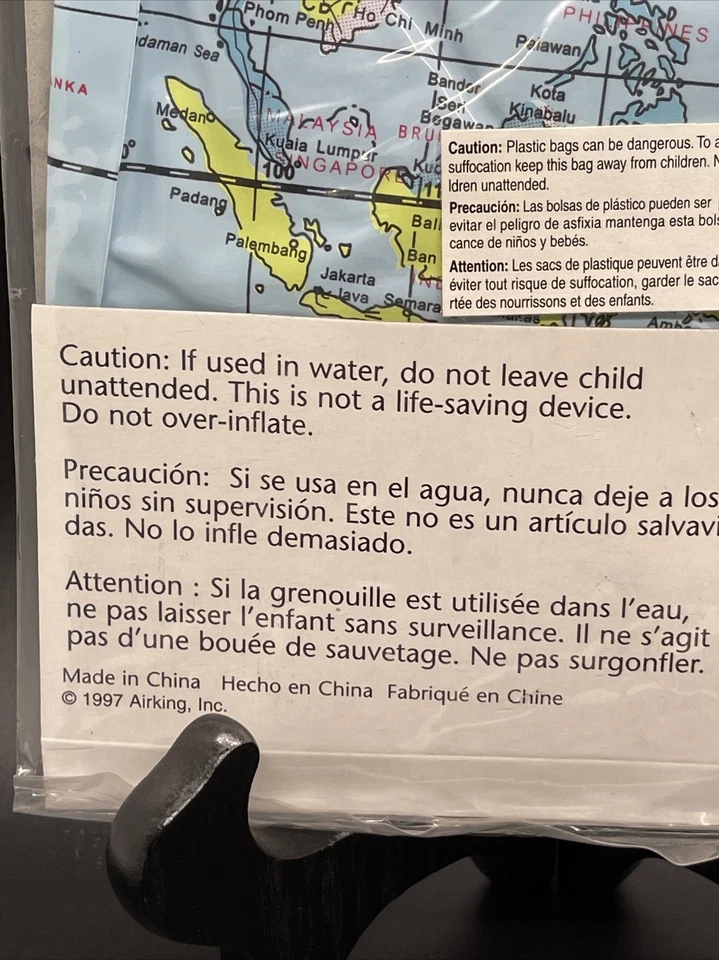 Phom Penh
Ho Chi Minh
PHILIPPINES
daman Sea
Palawan
NKA
Bandar
Seri
Begawan
Kota
Kinabalu
Medan
MALAYSIA
BRU
Kuala Lumpur
SINGAPORE
0°
100°
Kuc
11
Padang
Palembang
Bali
Ban
Jakarta
Java
Semara
Amb
Caution: Plastic bags can be dangerous. To a
suffocation keep this bag away from children. N
ldren unattended.
Precaución: Las bolsas de plástico pueden ser
evitar el peligro de asfixia mantenga esta bols
cance de niños y bebés.
Attention: Les sacs de plastique peuvent être d
éviter tout risque de suffocation, garder le sac
rtée des nourrissons et des enfants.
Caution: If used in water, do not leave child
unattended. This is not a life-saving device.
Do not over-inflate.
Precaución: Si se usa en el agua, nunca deje a los
niños sin supervisión. Este no es un artículo salvavi
das. No lo infle demasiado.
Attention : Si la grenouille est utilisée dans l'eau,
ne pas laisser l'enfant sans surveillance. Il ne s'agit
pas d'une bouée de sauvetage. Ne pas surgonfler.
Made in China Hecho en China Fabriqué en Chine
© 1997 Airking, Inc.